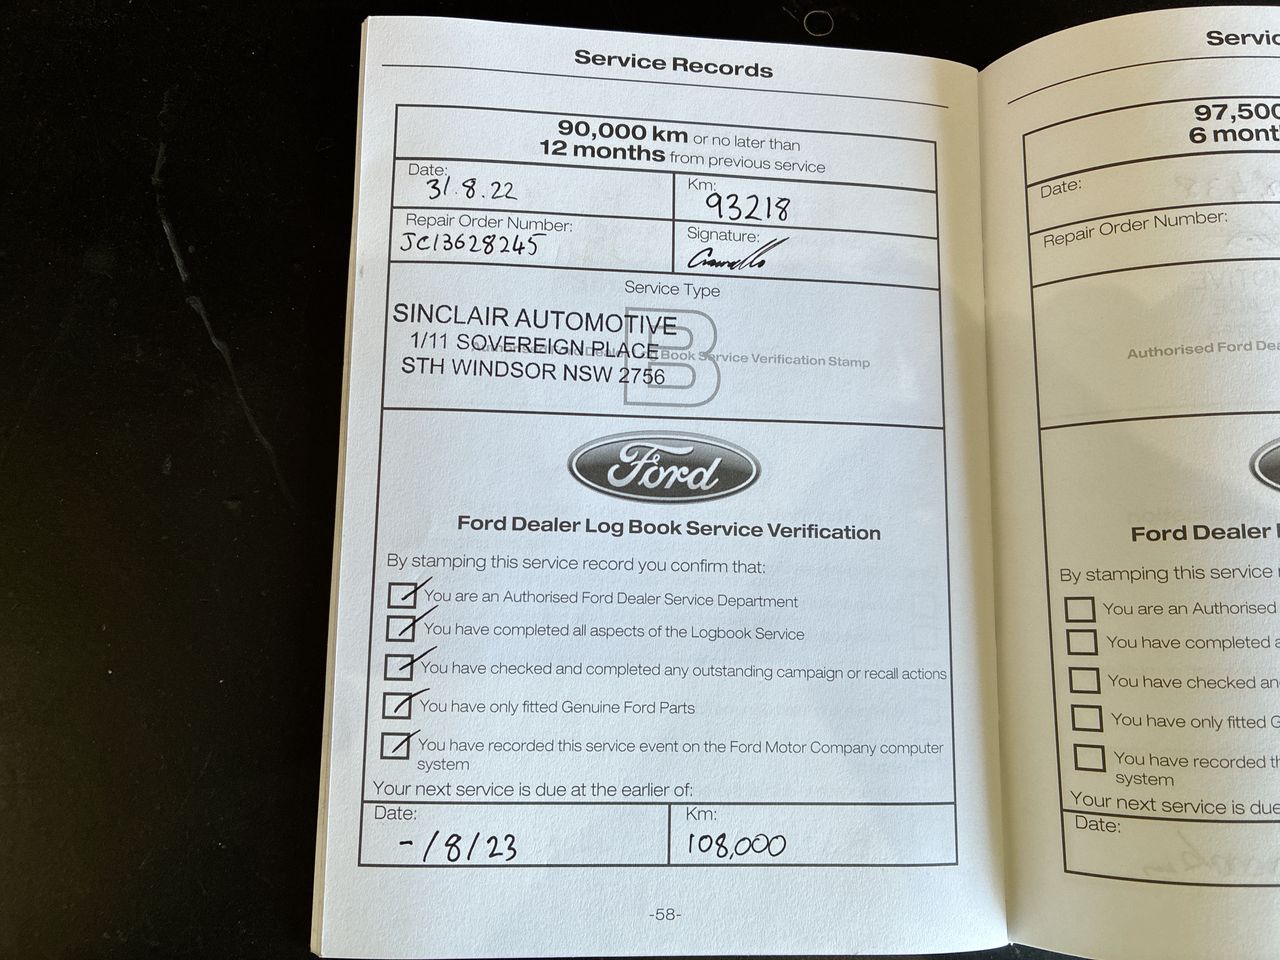 Service Records
90,000 km or no later than
12 months from previous service
Date:
31.8.22
Km:
93218
Repair Order Number:
JC13628245
Signature:
Service Type
B
SINCLAIR AUTOMOTIVE
1/11 SOVEREIGN PLACE
STH WINDSOR NSW 2756
Book Service Verification Stamp
Ford
Ford Dealer Log Book Service Verification
By stamping this service record you confirm that:
You are an Authorised Ford Dealer Service Department
You have completed all aspects of the Logbook Service
You have checked and completed any outstanding campaign or recall actions
You have only fitted Genuine Ford Parts
You have recorded this service event on the Ford Motor Company computer
system
Your next service is due at the earlier of:
Date:
-/8/23
Km:
108,000
-58-
Servic
97,500
6 mont
Date:
Repair Order Number:
Authorised Ford Dea
Ford Dealer
By stamping this service
You are an Authorised
You have completed a
You have checked an
You have only fitted G
You have recorded th
system
Your next service is due
Date: